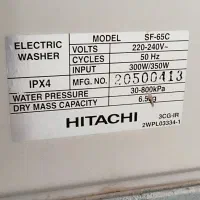 ELECTRIC WASHER MODEL SF-65C
VOLTS 220-240V~
CYCLES 50 Hz
INPUT 300W/350W
IPX4 MFG. NO. 20500413
WATER PRESSURE 30-800kPa
DRY MASS CAPACITY 6.5kg
HITACHI
3CG-IR
2WPL03334-1